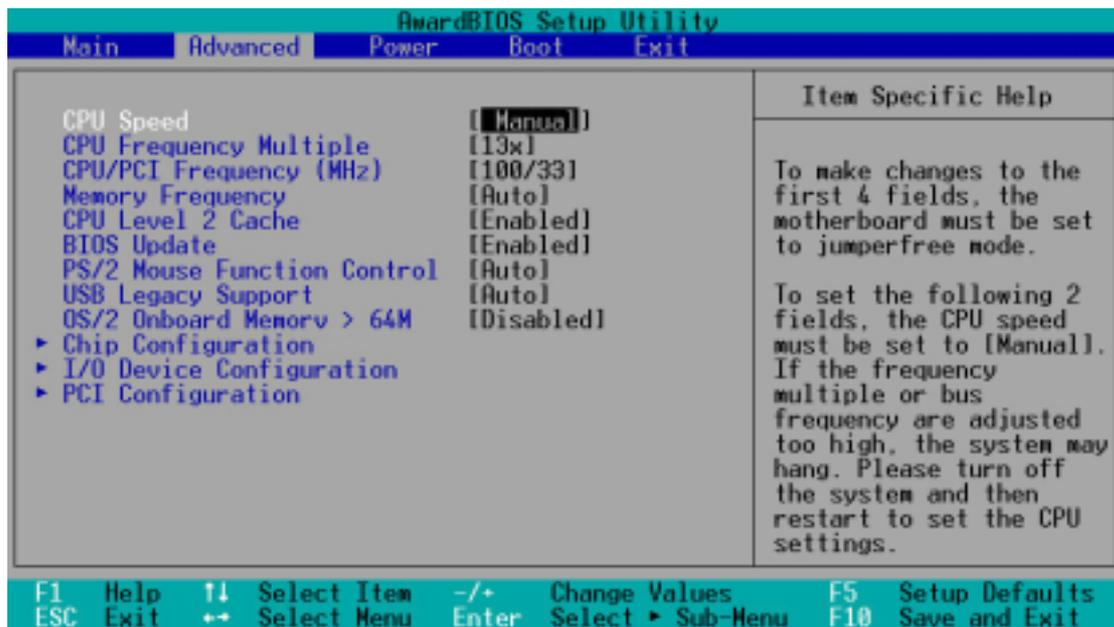 AwardBIOS Setup Utility
Main Advanced Power Boot Exit
CPU Speed [ Manual]
CPU Frequency Multiple [13x]
CPU/PCI Frequency (MHz) [100/33]
Memory Frequency [Auto]
CPU Level 2 Cache [Enabled]
BIOS Update [Enabled]
PS/2 Mouse Function Control [Auto]
USB Legacy Support [Auto]
OS/2 Onboard Memory > 64M [Disabled]
► Chip Configuration
► I/O Device Configuration
► PCI Configuration
Item Specific Help
To make changes to the
first 4 fields, the
motherboard must be set
to jumperfree mode.
To set the following 2
fields, the CPU speed
must be set to [Manual].
If the frequency
multiple or bus
frequency are adjusted
too high, the system may
hang. Please turn off
the system and then
restart to set the CPU
settings.
F1 Help ↑↓ Select Item -/+ Change Values F5 Setup Defaults
ESC Exit ←→ Select Menu Enter Select ► Sub-Menu F10 Save and Exit